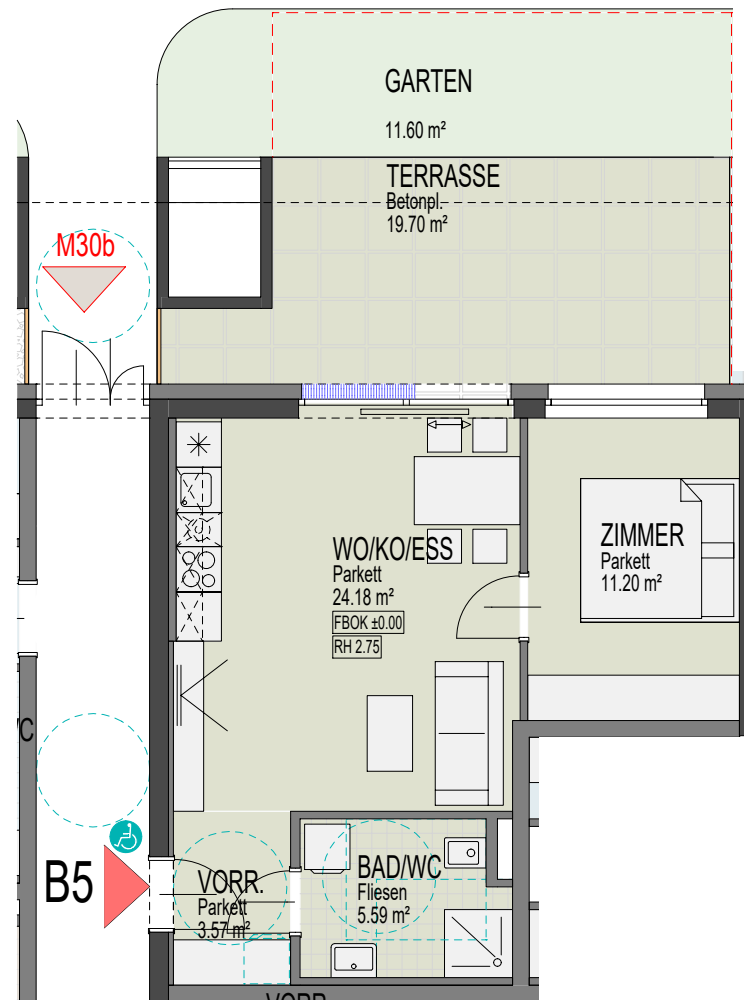 GARTEN
11.60 m²
TERRASSE
Betonpl.
19.70 m²
M30b
WO/KO/ESS
Parkett
24.18 m²
FBOK ±0.00
RH 2.75
ZIMMER
Parkett
11.20 m²
B5
VORR.
Parkett
3.57 m²
BAD/WC
Fliesen
5.59 m²